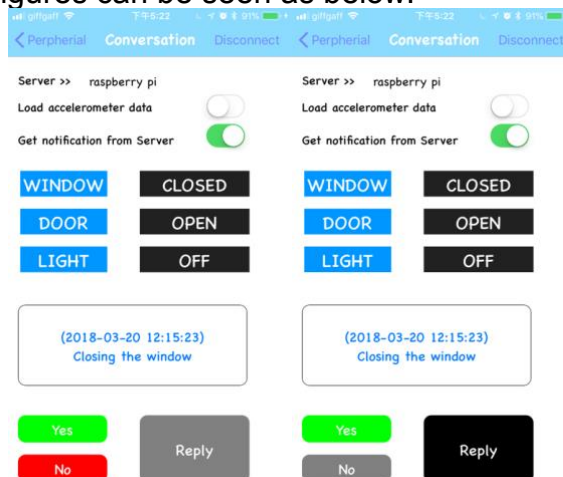 igures can be seen as below.
giffgaff 下午5:22 91% giffgaff 下午5:22 91%
Perpherial Conversation Disconnect Perpherial Conversation Disconnect
Server >> raspberry pi Server >> raspberry pi
Load accelerometer data Load accelerometer data
Get notification from Server Get notification from Server
WINDOW CLOSED WINDOW CLOSED
DOOR OPEN DOOR OPEN
LIGHT OFF LIGHT OFF
(2018-03-20 12:15:23) (2018-03-20 12:15:23)
Closing the window Closing the window
Yes Yes
Reply Reply
No No